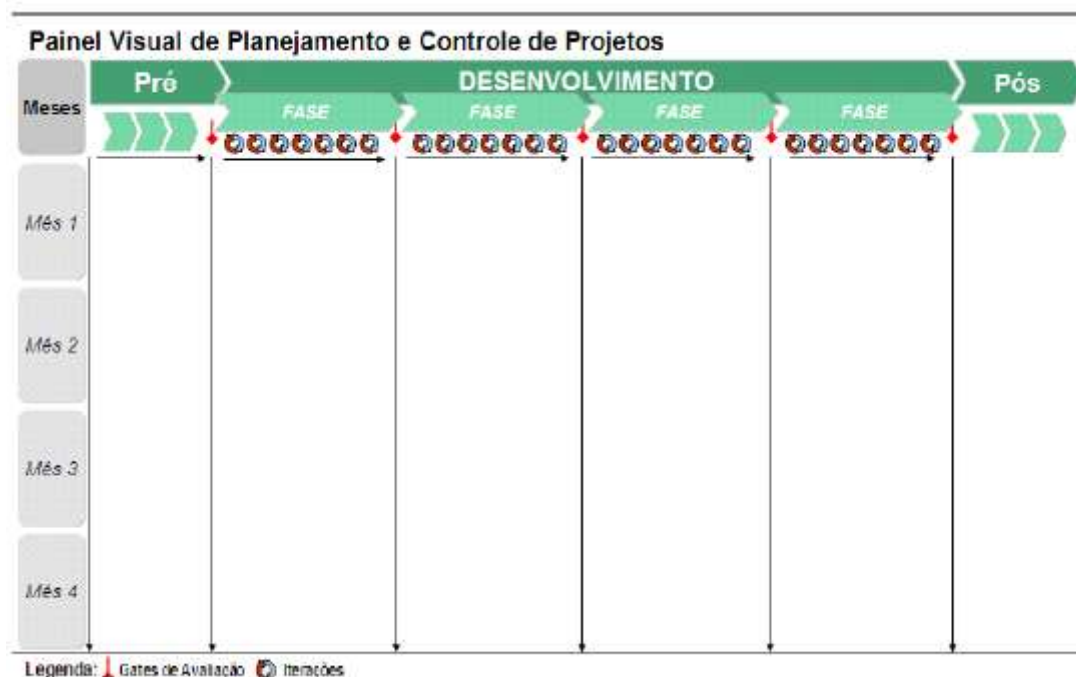 Painel Visual de Planejamento e Controle de Projetos
Meses
Pré
DESENVOLVIMENTO
Pós
FASE
FASE
FASE
FASE
Mês 1
Mês 2
Mês 3
Mês 4
Legenda: Gates de Avaliação Iterações